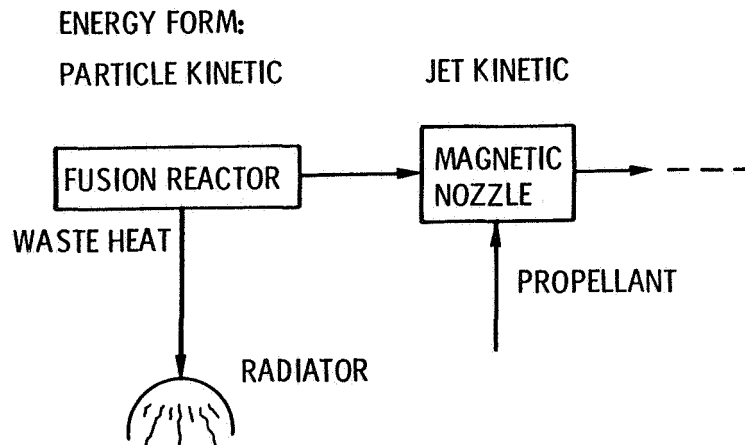 ENERGY FORM:
PARTICLE KINETIC
JET KINETIC
FUSION REACTOR
MAGNETIC
NOZZLE
WASTE HEAT
PROPELLANT
RADIATOR